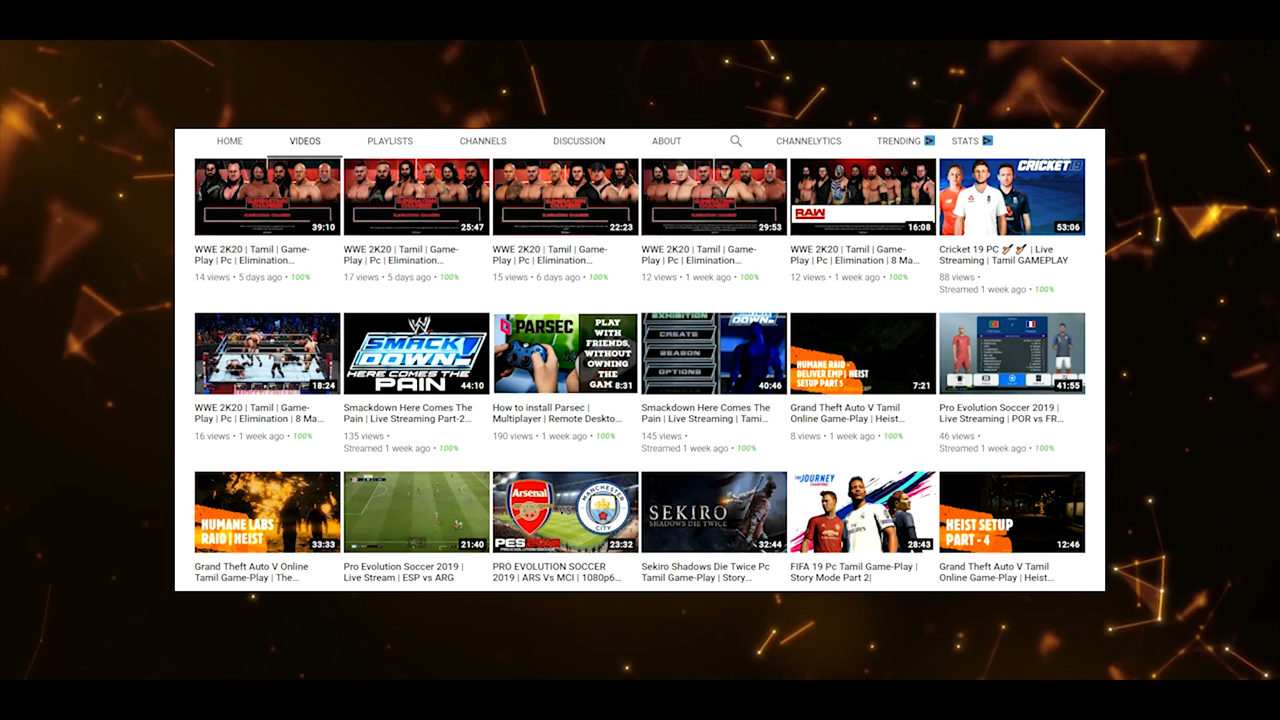 HOME VIDEOS PLAYLISTS CHANNELS DISCUSSION ABOUT CHANNELYTICS TRENDING STATS
39:10 25:47 22:23 29:53 RAW 16:08 CRICKET 19 53:06
WWE 2K20 | Tamil | Game-
Play | Pc | Elimination...
14 views • 5 days ago • 100%
WWE 2K20 | Tamil | Game-
Play | Pc | Elimination...
17 views • 5 days ago • 100%
WWE 2K20 | Tamil | Game-
Play | Pc | Elimination...
15 views • 6 days ago • 100%
WWE 2K20 | Tamil | Game-
Play | Pc | Elimination...
12 views • 1 week ago • 100%
WWE 2K20 | Tamil | Game-
Play | Pc | Elimination | 8 Ma...
12 views • 1 week ago • 100%
Cricket 19 PC 🏏 🏏 | Live
Streaming | Tamil GAMEPLAY
88 views •
Streamed 1 week ago • 100%
18:24
WWE 2K20 | Tamil | Game-
Play | Pc | Elimination | 8 Ma...
16 views • 1 week ago • 100%
SMACK
DOWN!
HERE COMES THE
PAIN
44:10
Smackdown Here Comes The
Pain | Live Streaming Part-2...
135 views •
Streamed 1 week ago • 100%
PARSEC
PLAY
WITH
FRIENDS,
WITHOUT
OWNING
THE
GAM 8:31
How to install Parsec |
Multiplayer | Remote Deskto...
190 views • 1 week ago • 100%
EXHIBITION
CREATE
SEASON
OPTIONS
DOWN!
40:46
Smackdown Here Comes The
Pain | Live Streaming | Tami...
145 views •
Streamed 1 week ago • 100%
HUMANE RAID -
DELIVER EMP | HEIST
SETUP PART 5
7:21
Grand Theft Auto V Tamil
Online Game-Play | Heist...
8 views • 1 week ago • 100%
41:55
Pro Evolution Soccer 2019 |
Live Streaming | POR vs FR...
46 views •
Streamed 1 week ago • 100%
HUMANE LABS
RAID | HEIST
33:33
Grand Theft Auto V Online
Tamil Game-Play | The...
21:40
Pro Evolution Soccer 2019 |
Live Stream | ESP vs ARG
Arsenal
MANCHESTER
CITY
PES
23:32
PRO EVOLUTION SOCCER
2019 | ARS Vs MCI | 1080p6...
SEKIRO
SHADOWS DIE TWICE
32:44
Sekiro Shadows Die Twice Pc
Tamil Game-Play | Story...
THE JOURNEY
CHAMPIONS
28:43
FIFA 19 Pc Tamil Game-Play |
Story Mode Part 2|
HEIST SETUP
PART - 4
12:46
Grand Theft Auto V Tamil
Online Game-Play | Heist...